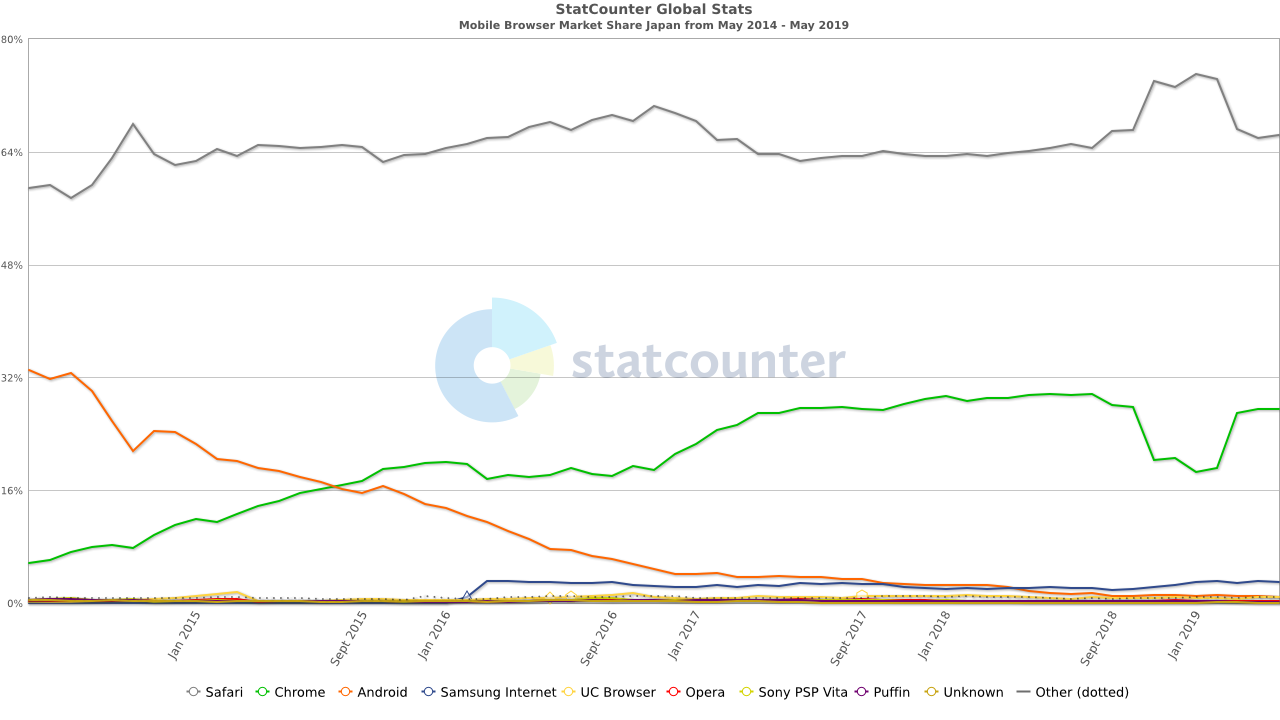 StatCounter Global Stats
Mobile Browser Market Share Japan from May 2014 - May 2019
80%
64%
48%
32%
16%
0%
statcounter
Jan 2015
Sept 2015
Jan 2016
Sept 2016
Jan 2017
Sept 2017
Jan 2018
Sept 2018
Jan 2019
Safari Chrome Android Samsung Internet UC Browser Opera Sony PSP Vita Puffin Unknown Other (dotted)